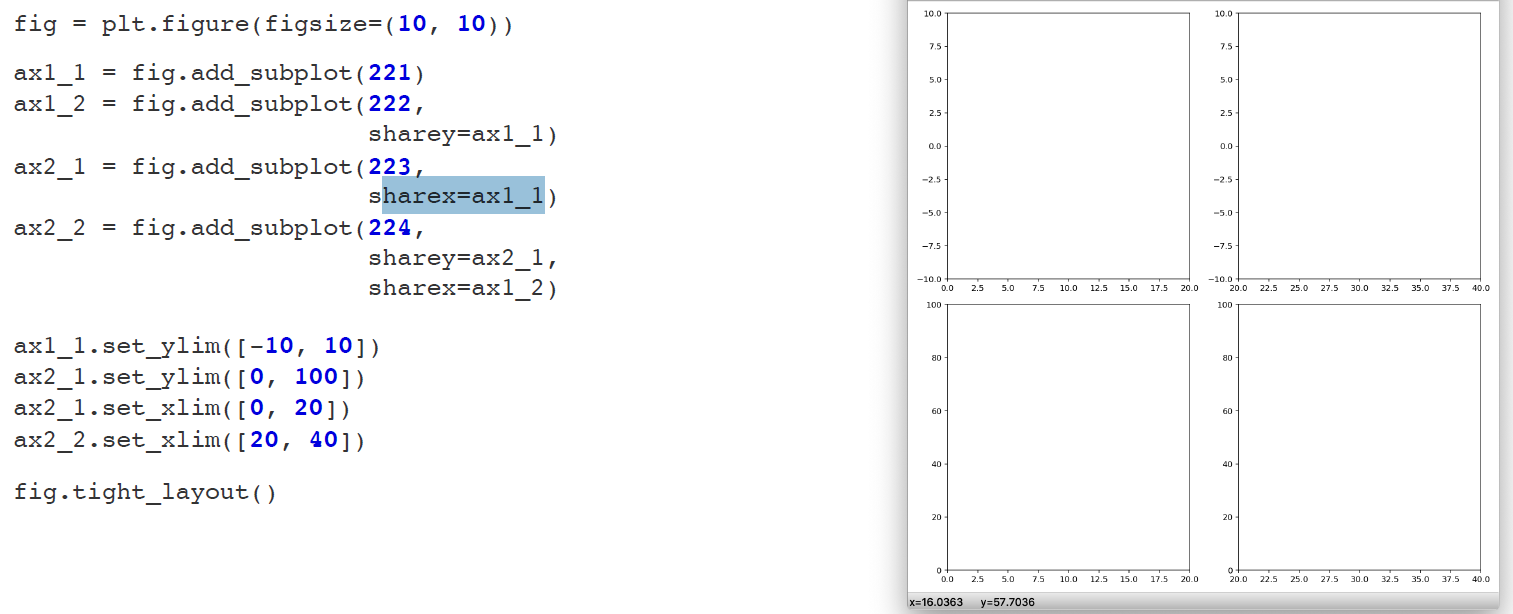 fig = plt.figure(figsize=(10, 10))
ax1_1 = fig.add_subplot(221)
ax1_2 = fig.add_subplot(222,
sharey=ax1_1)
ax2_1 = fig.add_subplot(223,
sharex=ax1_1)
ax2_2 = fig.add_subplot(224,
sharey=ax2_1,
sharex=ax1_2)
ax1_1.set_ylim([-10, 10])
ax2_1.set_ylim([0, 100])
ax2_1.set_xlim([0, 20])
ax2_2.set_xlim([20, 40])
fig.tight_layout()
10.0
7.5
5.0
2.5
0.0
−2.5
−5.0
−7.5
−10.0
0.0 2.5 5.0 7.5 10.0 12.5 15.0 17.5 20.0
10.0
7.5
5.0
2.5
0.0
−2.5
−5.0
−7.5
−10.0
20.0 22.5 25.0 27.5 30.0 32.5 35.0 37.5 40.0
100
80
60
40
20
0
0.0 2.5 5.0 7.5 10.0 12.5 15.0 17.5 20.0
100
80
60
40
20
0
20.0 22.5 25.0 27.5 30.0 32.5 35.0 37.5 40.0
x=16.0363 y=57.7036